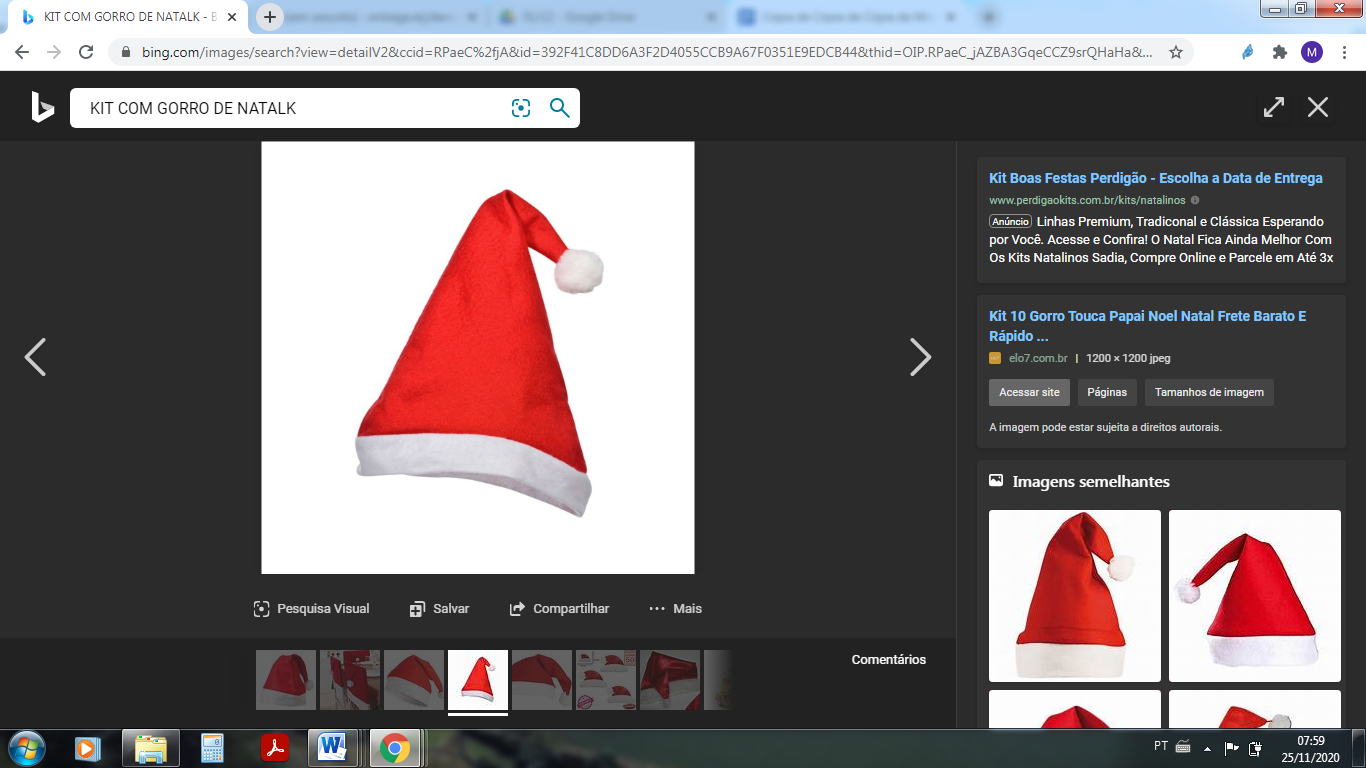 KIT COM GORRO DE NATALK - B
bing.com/images/search?view=detailV2&ccid=RPaeC%2fjA&id=392F41C8DD6A3F2D4055CCB9A67F0351E9EDCB44&thid=OIP.RPaeC_jAZBA3GqeCCZ9srQHaHa&...
M
KIT COM GORRO DE NATALK
Kit Boas Festas Perdigão - Escolha a Data de Entrega
www.perdigaokits.com.br/kits/natalinos
Anúncio Linhas Premium, Tradiconal e Clássica Esperando
por Você. Acesse e Confira! O Natal Fica Ainda Melhor Com
Os Kits Natalinos Sadia, Compre Online e Parcele em Até 3x
Kit 10 Gorro Touca Papai Noel Natal Frete Barato E
Rápido ...
elo7.com.br | 1200 × 1200 jpeg
Acessar site Páginas Tamanhos de imagem
A imagem pode estar sujeita a direitos autorais.
Imagens semelhantes
Pesquisa Visual Salvar Compartilhar Mais
Comentários
PT
07:59
25/11/2020